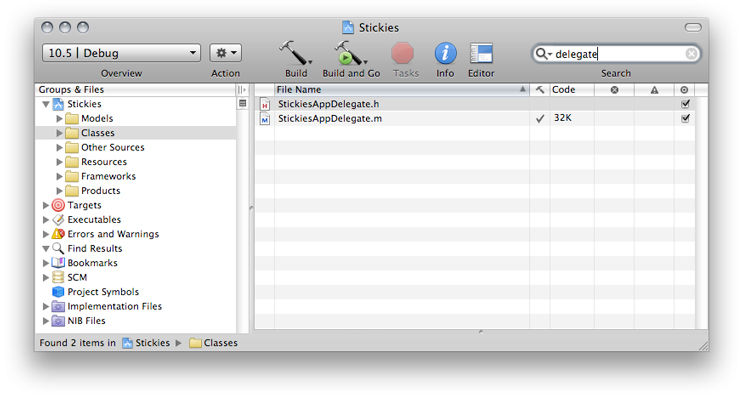 Stickies
10.5 | Debug
delegate
Overview
Action
Build
Build and Go
Tasks
Info
Editor
Search
Groups & Files
File Name
Code
Stickies
Models
Classes
Other Sources
Resources
Frameworks
Products
Targets
Executables
Errors and Warnings
Find Results
Bookmarks
SCM
Project Symbols
Implementation Files
NIB Files
StickiesAppDelegate.h
StickiesAppDelegate.m
32K
Found 2 items in Stickies Classes